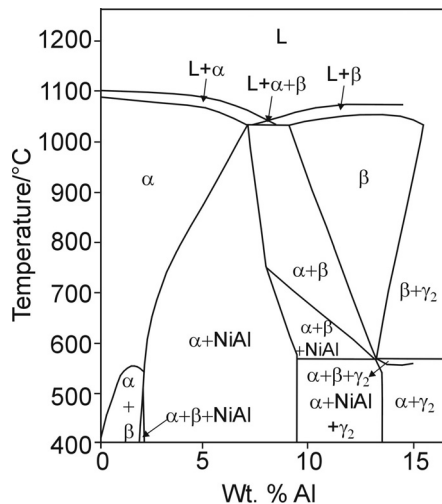 L
1200
L+α
L+α+β
L+β
1100
1000
900
α
β
800
α+β
700
β+γ₂
α+β
+NiAl
600
α+NiAl
α+β+γ₂
α
+
β
500
α+NiAl
+γ₂
α+γ₂
α+β+NiAl
400
0
5
10
15
Wt. % Al
Temperature/°C